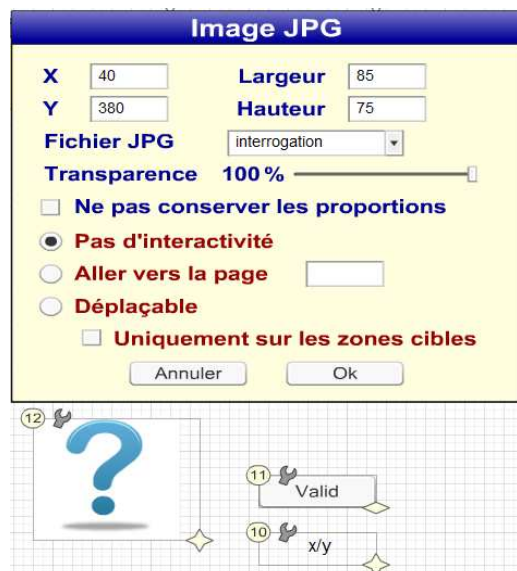 Image JPG
X 40 Largeur 85
Y 380 Hauteur 75
Fichier JPG interrogation
Transparence 100 %
Ne pas conserver les proportions
Pas d'interactivité
Aller vers la page
Déplaçable
Uniquement sur les zones cibles
Annuler Ok
12
?
11
Valid
10
x/y